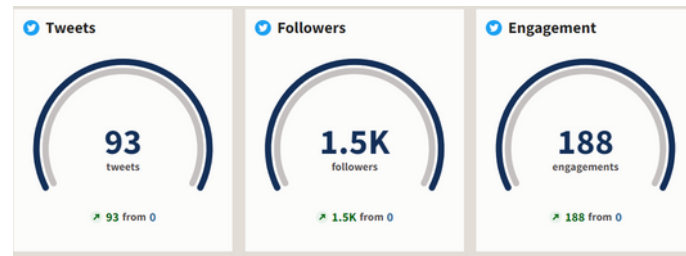 Tweets
93
tweets
93 from 0
Followers
1.5K
followers
1.5K from 0
Engagement
188
engagements
188 from 0